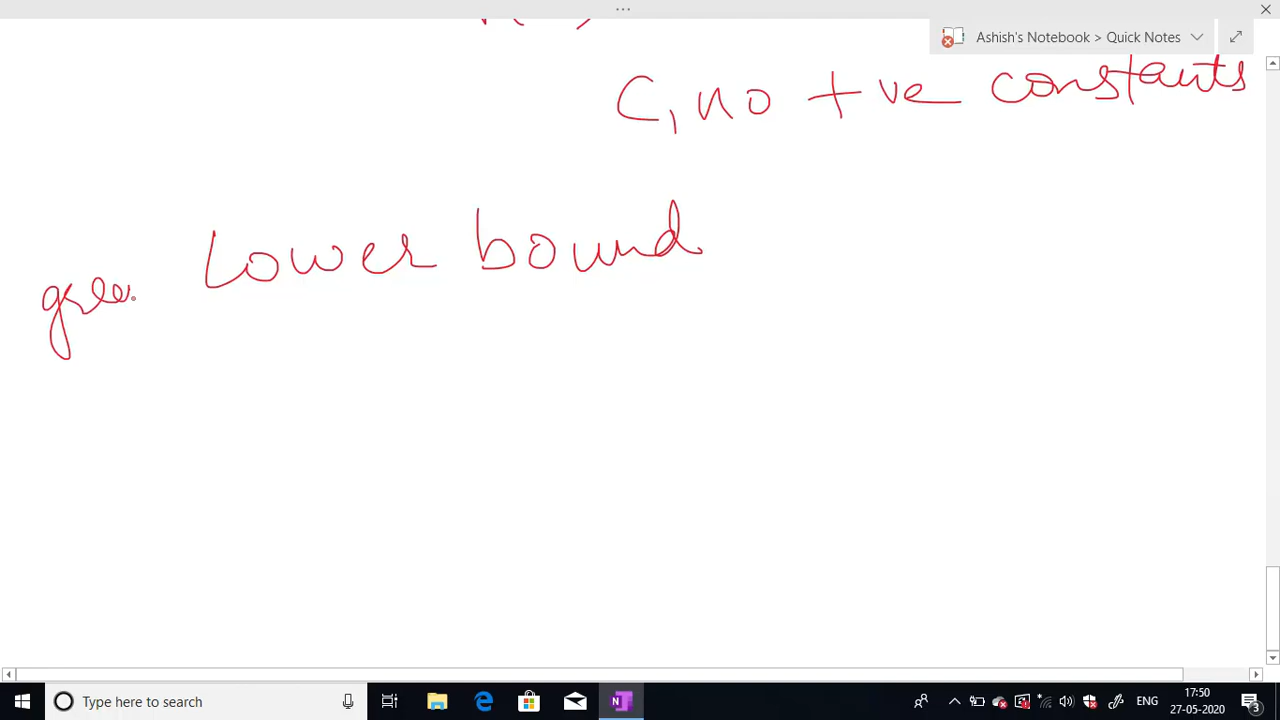 Ashish's Notebook > Quick Notes
C, no +ve constants
Lower bound
Type here to search
ENG
17:50
27-05-2020
3